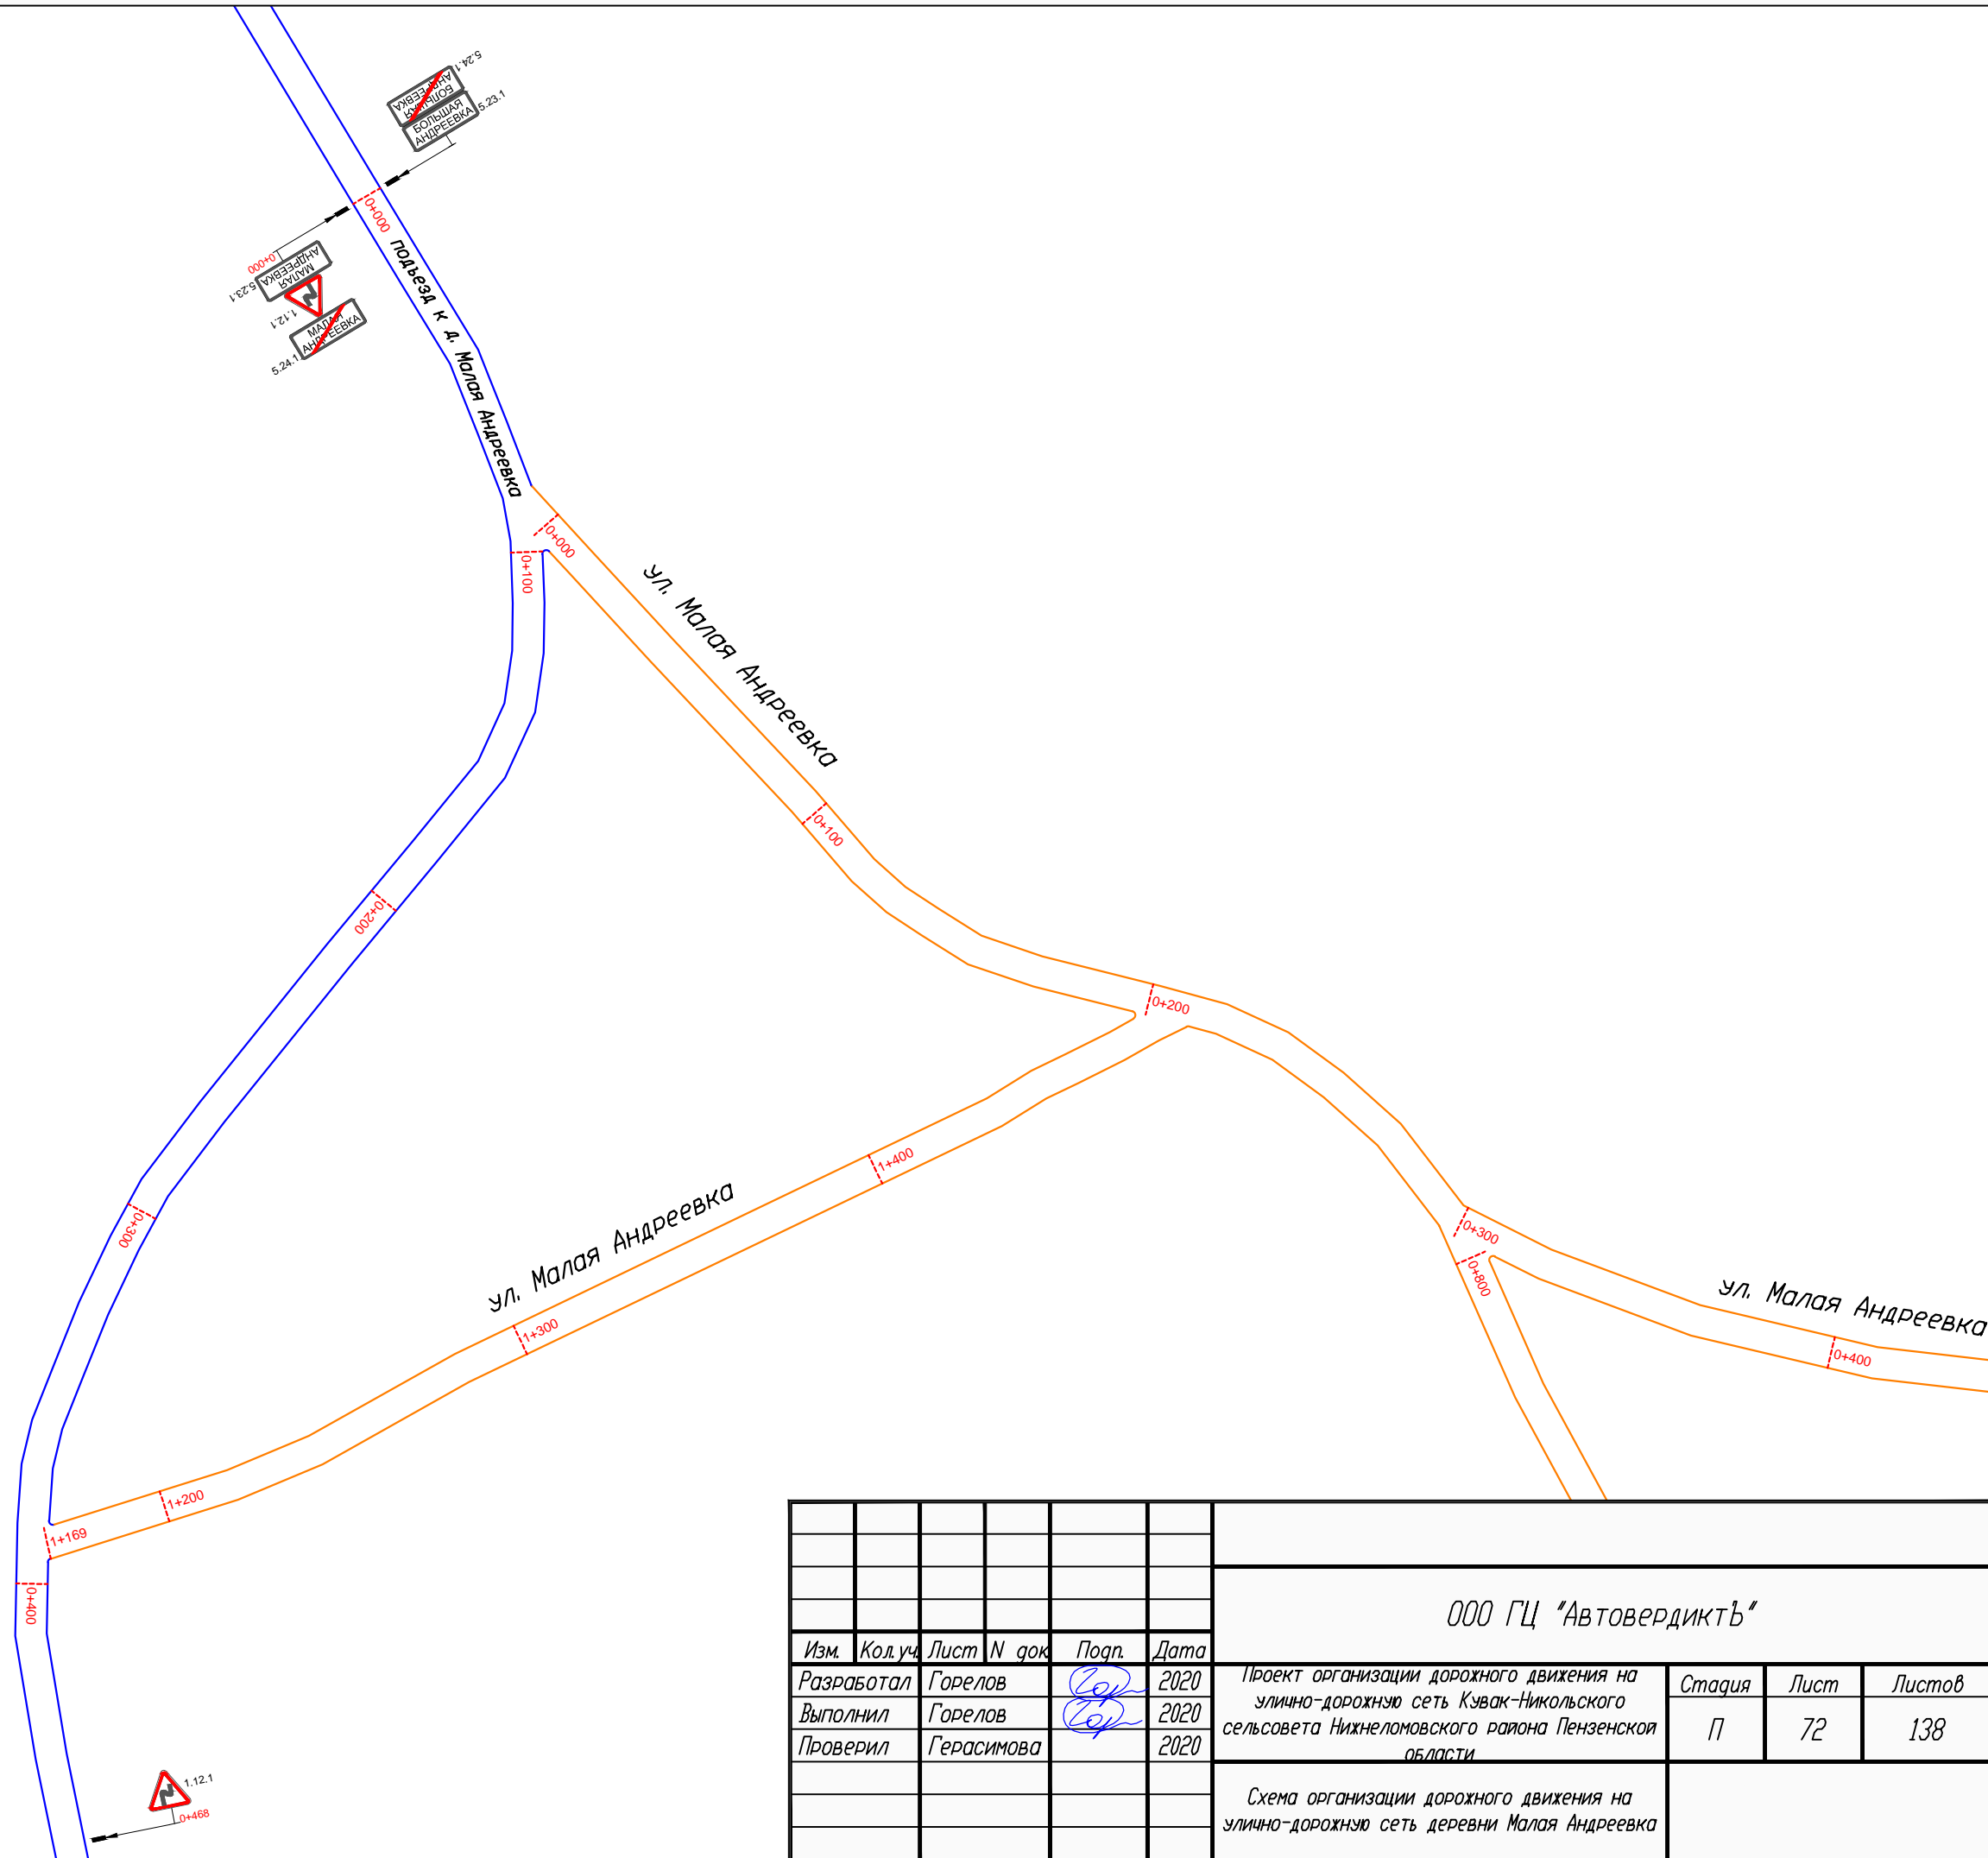 5.24.1
БОЛЬШАЯ
АНДРЕЕВКА
БОЛЬШАЯ
АНДРЕЕВКА
5.23.1
0+000
0+000
МАЛАЯ
АНДРЕЕВКА
5.23.1
1.12.1
МАЛАЯ
АНДРЕЕВКА
5.24.1
подъезд к д. Малая Андреевка
0+000
0+100
ул. Малая Андреевка
0+100
0+200
0+200
1+400
ул. Малая Андреевка
0+300
0+300
0+800
ул. Малая Андреевка
1+300
0+400
1+200
1+169
0+400
1.12.1
0+468
ООО ГЦ "АвтовердиктЪ"
Изм. Кол.уч. Лист N док Подп. Дата
Разработал Горелов 2020
Выполнил Горелов 2020
Проверил Герасимова 2020
Проект организации дорожного движения на
улично-дорожную сеть Кувак-Никольского
сельсовета Нижнеломовского района Пензенской
области
Стадия Лист Листов
П 72 138
Схема организации дорожного движения на
улично-дорожную сеть деревни Малая Андреевка